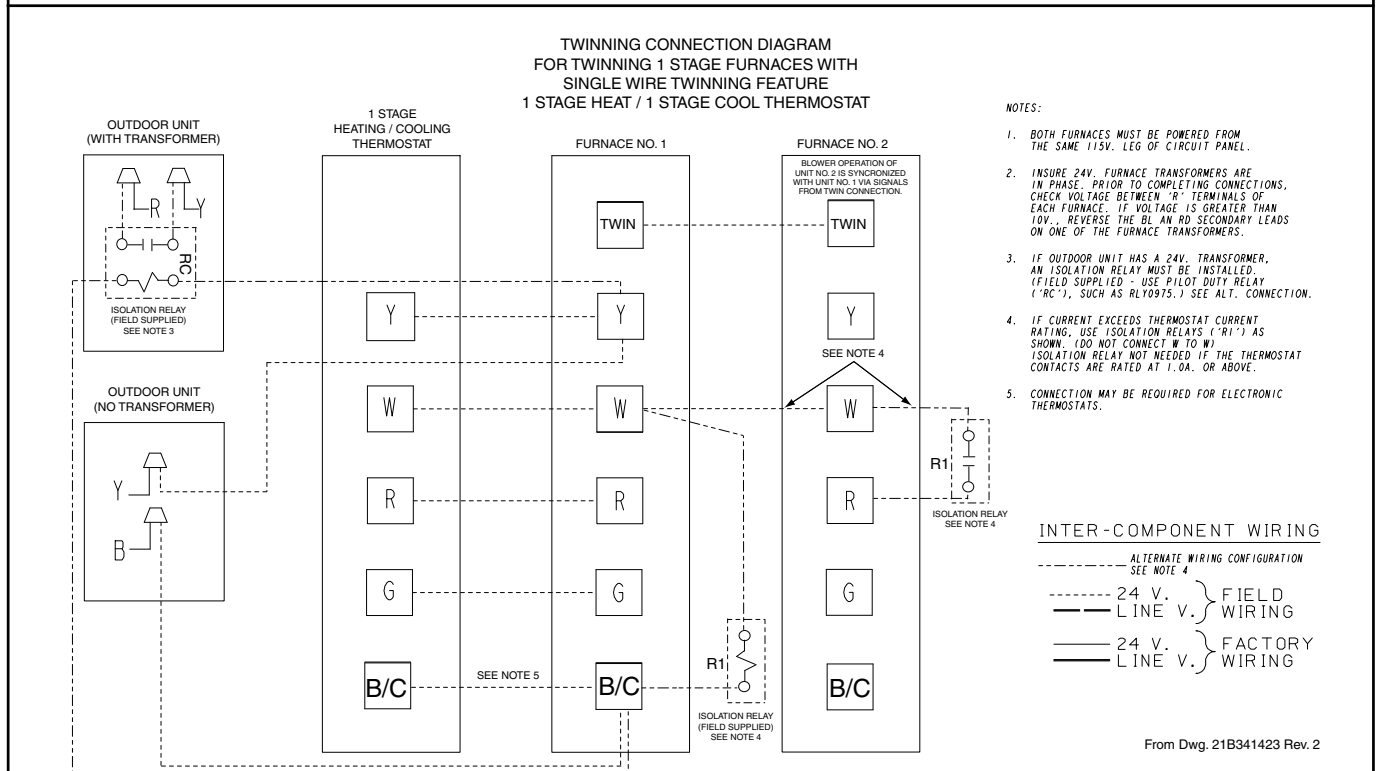 TWINNING CONNECTION DIAGRAM
FOR TWINNING 1 STAGE FURNACES WITH
SINGLE WIRE TWINNING FEATURE
1 STAGE HEAT / 1 STAGE COOL THERMOSTAT
OUTDOOR UNIT
(WITH TRANSFORMER)
R
Y
RC
ISOLATION RELAY
(FIELD SUPPLIED)
SEE NOTE 3
OUTDOOR UNIT
(NO TRANSFORMER)
Y
B
1 STAGE
HEATING / COOLING
THERMOSTAT
Y
W
R
G
B/C
SEE NOTE 5
FURNACE NO. 1
TWIN
Y
W
R
G
B/C
R1
ISOLATION RELAY
(FIELD SUPPLIED)
SEE NOTE 4
FURNACE NO. 2
BLOWER OPERATION OF
UNIT NO. 2 IS SYNCRONIZED
WITH UNIT NO. 1 VIA SIGNALS
FROM TWIN CONNECTION.
TWIN
Y
SEE NOTE 4
W
R
G
B/C
R1
ISOLATION RELAY
SEE NOTE 4
NOTES:
1. BOTH FURNACES MUST BE POWERED FROM
THE SAME 115V. LEG OF CIRCUIT PANEL.
2. INSURE 24V. FURNACE TRANSFORMERS ARE
IN PHASE. PRIOR TO COMPLETING CONNECTIONS,
CHECK VOLTAGE BETWEEN 'R' TERMINALS OF
EACH FURNACE. IF VOLTAGE IS GREATER THAN
10V., REVERSE THE BL AN RD SECONDARY LEADS
ON ONE OF THE FURNACE TRANSFORMERS.
3. IF OUTDOOR UNIT HAS A 24V. TRANSFORMER,
AN ISOLATION RELAY MUST BE INSTALLED.
(FIELD SUPPLIED - USE PILOT DUTY RELAY
('RC'), SUCH AS RLY0975.) SEE ALT. CONNECTION.
4. IF CURRENT EXCEEDS THERMOSTAT CURRENT
RATING, USE ISOLATION RELAYS ('R1') AS
SHOWN. (DO NOT CONNECT W TO W)
ISOLATION RELAY NOT NEEDED IF THE THERMOSTAT
CONTACTS ARE RATED AT 1.0A. OR ABOVE.
5. CONNECTION MAY BE REQUIRED FOR ELECTRONIC
THERMOSTATS.
INTER-COMPONENT WIRING
ALTERNATE WIRING CONFIGURATION
SEE NOTE 4
24 V. FIELD
LINE V. WIRING
24 V. FACTORY
LINE V. WIRING
From Dwg. 21B341423 Rev. 2